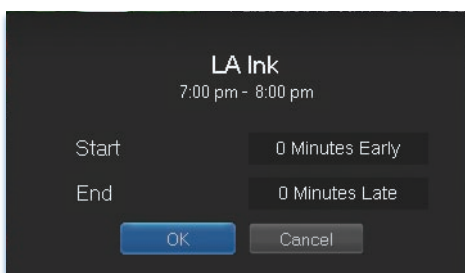 LA Ink
7:00 pm - 8:00 pm
Start 0 Minutes Early
End 0 Minutes Late
OK Cancel